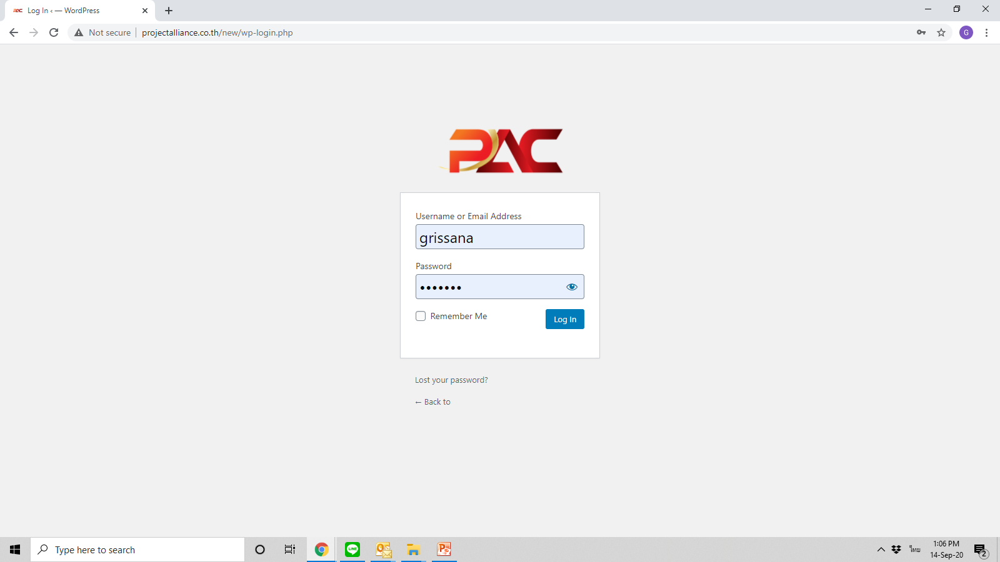 Log In ‹ — WordPress
Not secure
projectalliance.co.th/new/wp-login.php
G
PAC
Username or Email Address
grissana
Password
•••••••
Remember Me
Log In
Lost your password?
← Back to
Type here to search
LINE
ไทย
1:06 PM
14-Sep-20
2